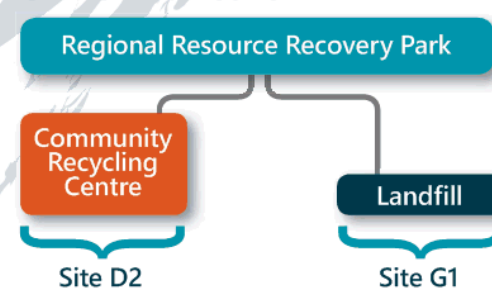 Regional Resource Recovery Park
Community
Recycling
Centre
Landfill
Site D2
Site G1